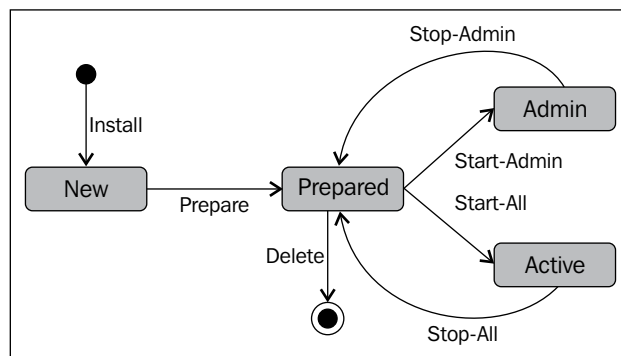 Stop-Admin
Admin
Install
Start-Admin
New
Prepared
Prepare
Start-All
Delete
Active
Stop-All